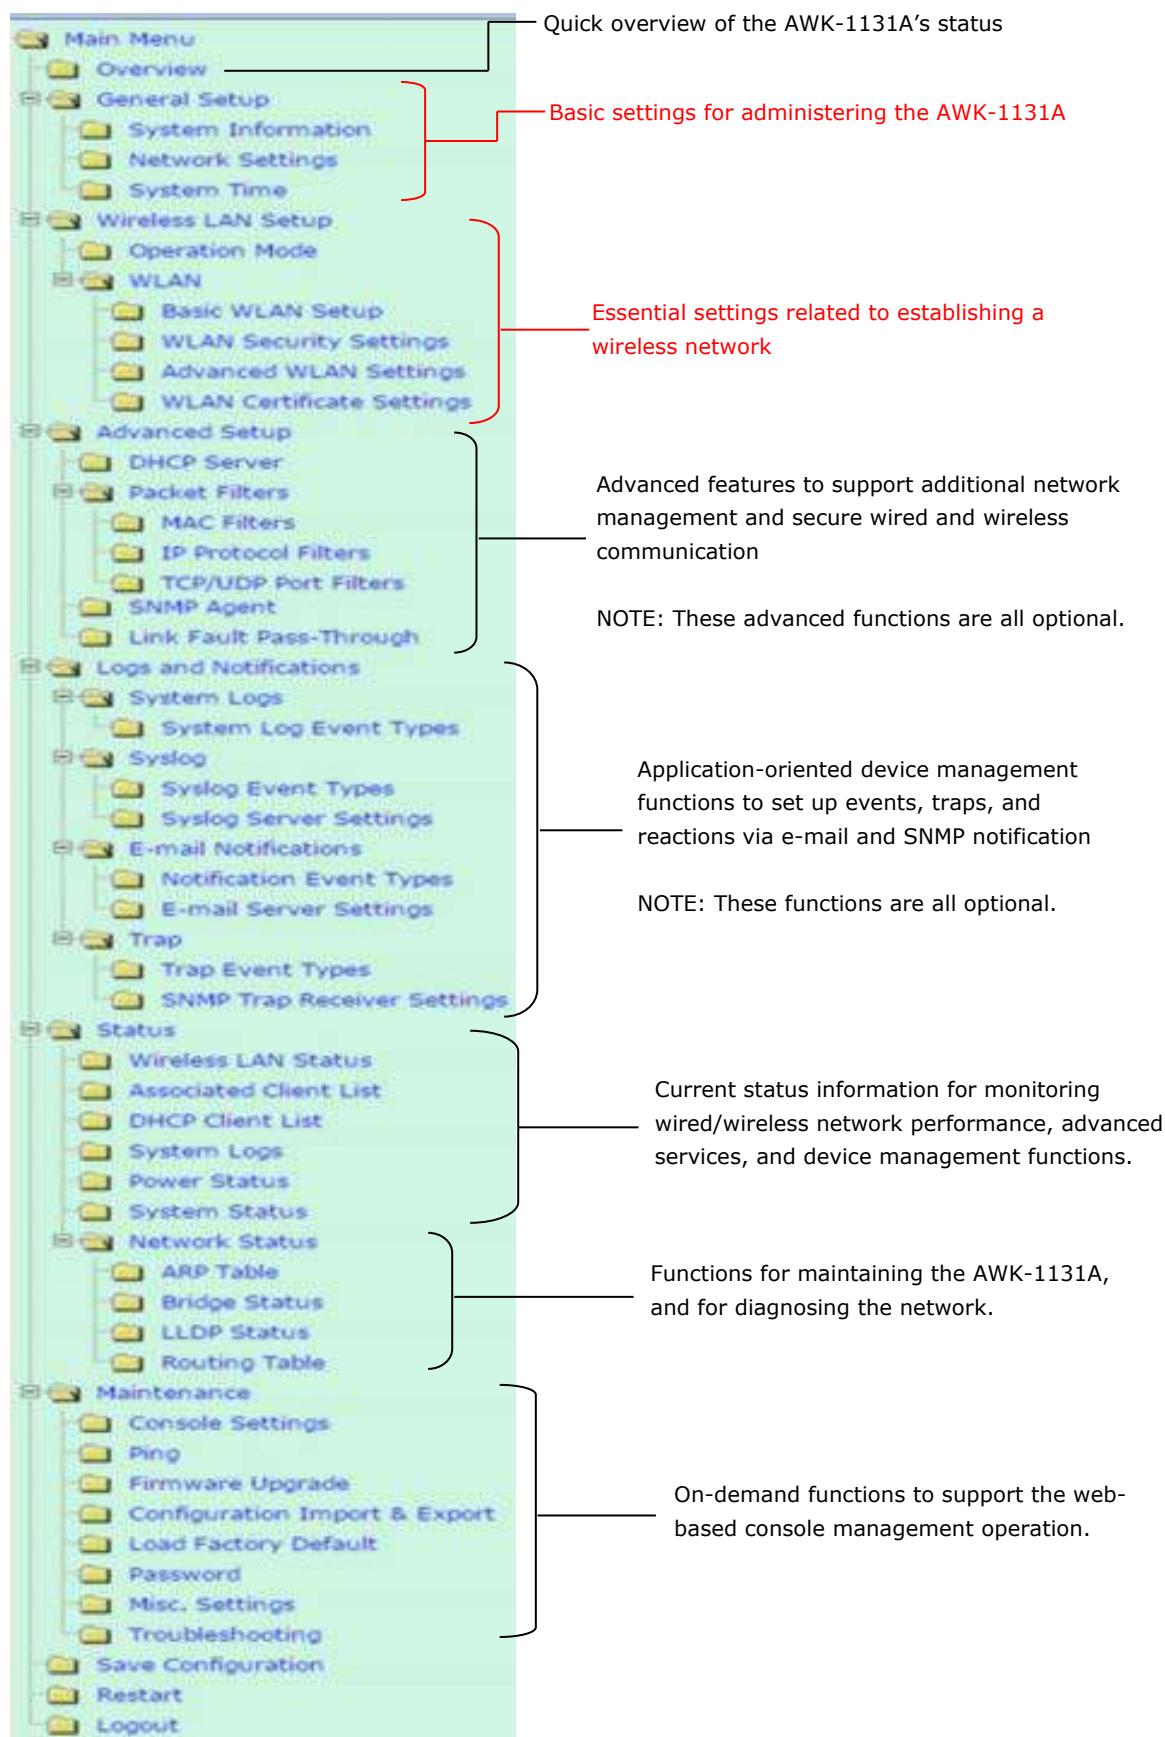 Main Menu
Overview
General Setup
System Information
Network Settings
System Time
Wireless LAN Setup
Operation Mode
WLAN
Basic WLAN Setup
WLAN Security Settings
Advanced WLAN Settings
WLAN Certificate Settings
Advanced Setup
DHCP Server
Packet Filters
MAC Filters
IP Protocol Filters
TCP/UDP Port Filters
SNMP Agent
Link Fault Pass-Through
Logs and Notifications
System Logs
System Log Event Types
Syslog
Syslog Event Types
Syslog Server Settings
E-mail Notifications
Notification Event Types
E-mail Server Settings
Trap
Trap Event Types
SNMP Trap Receiver Settings
Status
Wireless LAN Status
Associated Client List
DHCP Client List
System Logs
Power Status
System Status
Network Status
ARP Table
Bridge Status
LLDP Status
Routing Table
Maintenance
Console Settings
Ping
Firmware Upgrade
Configuration Import & Export
Load Factory Default
Password
Misc. Settings
Troubleshooting
Save Configuration
Restart
Logout
Quick overview of the AWK-1131A’s status
Basic settings for administering the AWK-1131A
Essential settings related to establishing a
wireless network
Advanced features to support additional network
management and secure wired and wireless
communication
NOTE: These advanced functions are all optional.
Application-oriented device management
functions to set up events, traps, and
reactions via e-mail and SNMP notification
NOTE: These functions are all optional.
Current status information for monitoring
wired/wireless network performance, advanced
services, and device management functions.
Functions for maintaining the AWK-1131A,
and for diagnosing the network.
On-demand functions to support the web-
based console management operation.